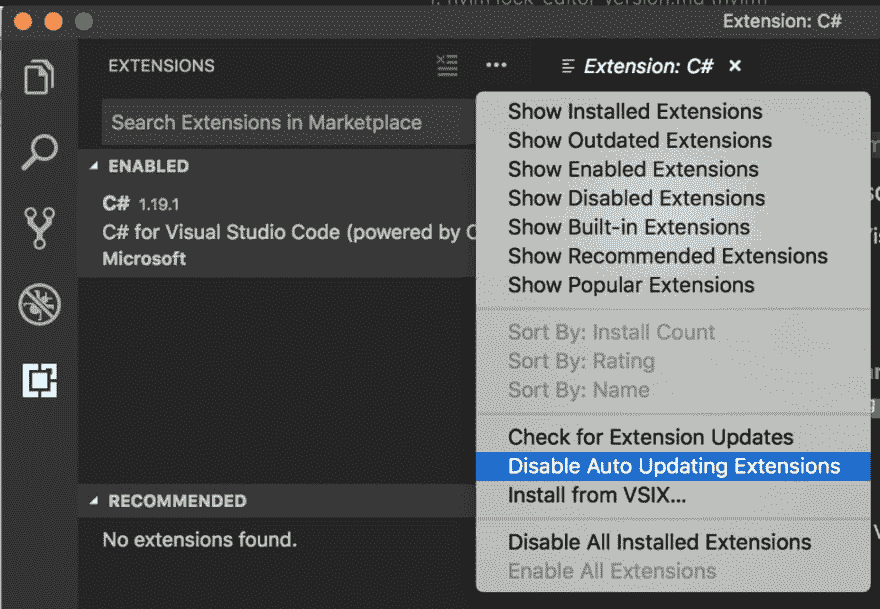 Extension: C#
EXTENSIONS
Extension: C#
Search Extensions in Marketplace
ENABLED
C# 1.19.1
C# for Visual Studio Code (powered by
Microsoft
RECOMMENDED
No extensions found.
Show Installed Extensions
Show Outdated Extensions
Show Enabled Extensions
Show Disabled Extensions
Show Built-in Extensions
Show Recommended Extensions
Show Popular Extensions
Sort By: Install Count
Sort By: Rating
Sort By: Name
Check for Extension Updates
Disable Auto Updating Extensions
Install from VSIX...
Disable All Installed Extensions
Enable All Extensions